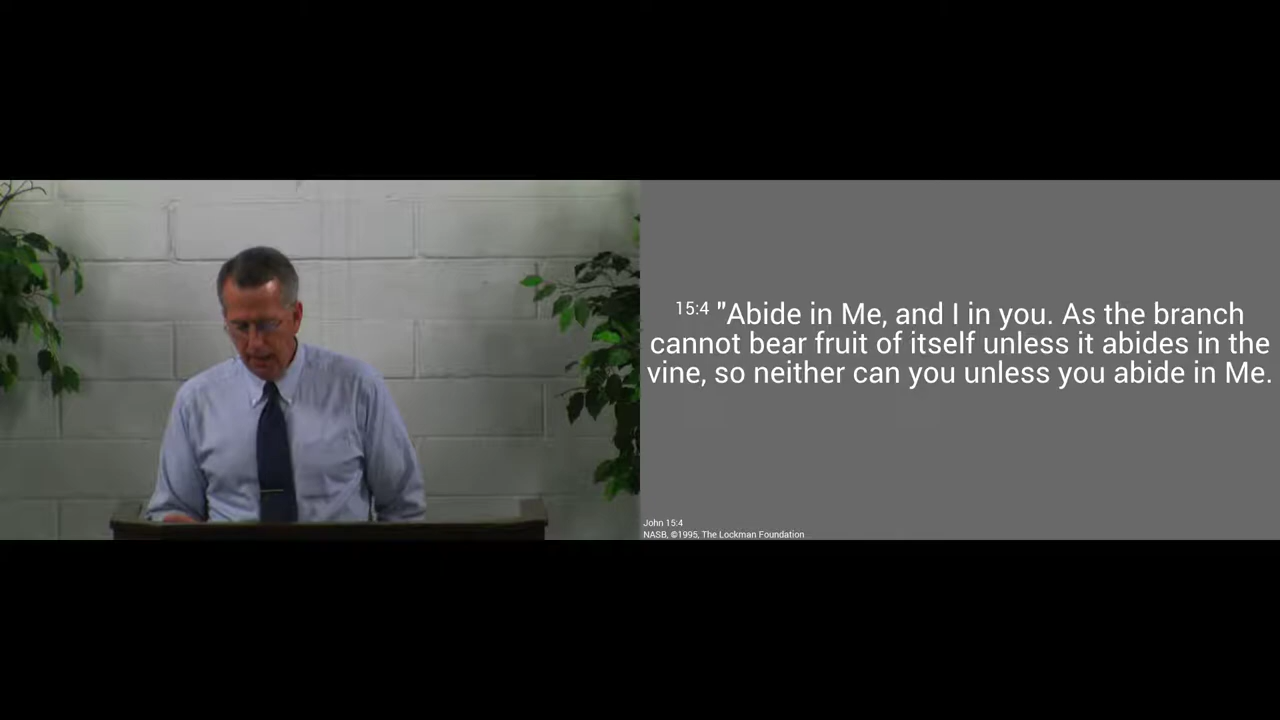 15:4 "Abide in Me, and I in you. As the branch
cannot bear fruit of itself unless it abides in the
vine, so neither can you unless you abide in Me.
John 15:4
NASB, ©1995, The Lockman Foundation